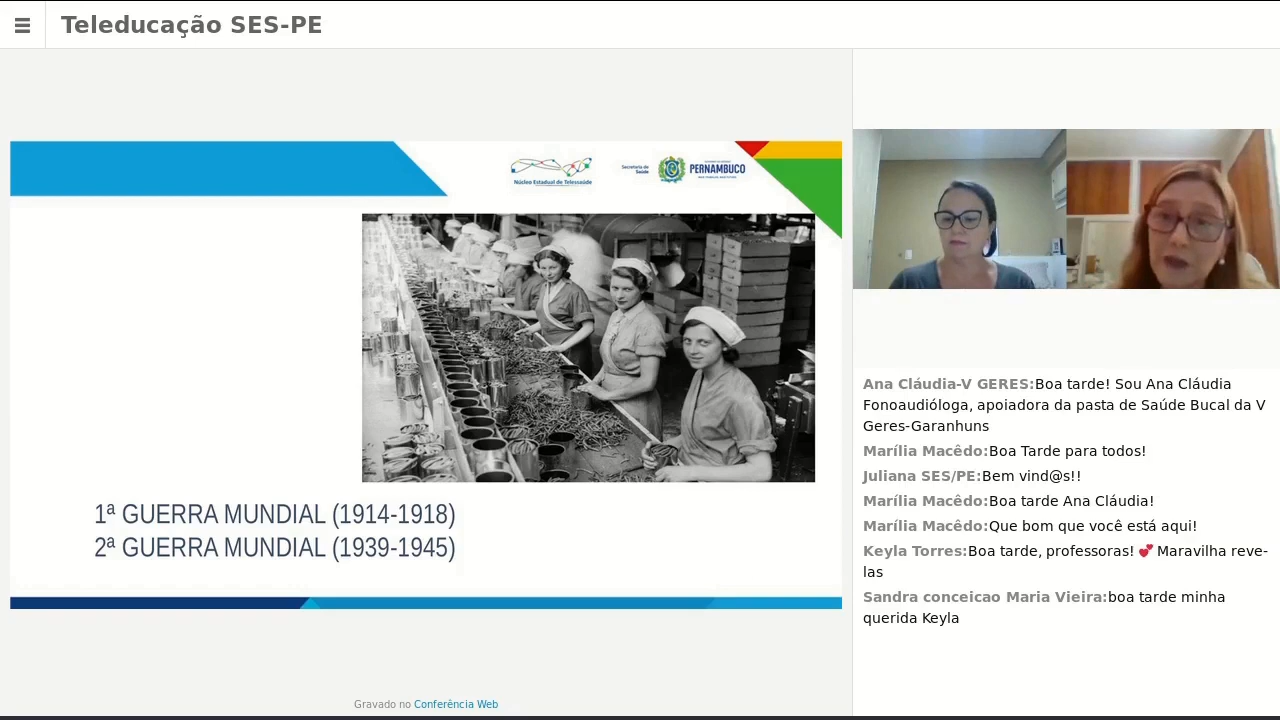 Teleducação SES-PE
Núcleo Estadual de Telessaúde
Secretaria de
Saúde
PERNAMBUCO
1ª GUERRA MUNDIAL (1914-1918)
2ª GUERRA MUNDIAL (1939-1945)
Gravado no Conferência Web
Ana Cláudia-V GERES:Boa tarde! Sou Ana Cláudia
Fonoaudióloga, apoiadora da pasta de Saúde Bucal da V
Geres-Garanhuns
Marília Macêdo:Boa Tarde para todos!
Juliana SES/PE:Bem vind@s!!
Marília Macêdo:Boa tarde Ana Cláudia!
Marília Macêdo:Que bom que você está aqui!
Keyla Torres:Boa tarde, professoras! 💕 Maravilha reve-
las
Sandra conceicao Maria Vieira:boa tarde minha
querida Keyla